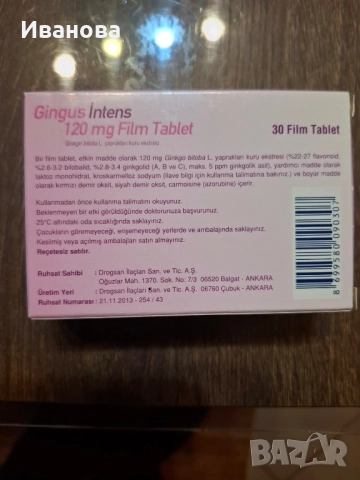 Иванова
Gingus İntens
120 mg Film Tablet
Ginkgo biloba L. yaprakları kuru ekstresi
30 Film Tablet
Bir film tablet, etkin madde olarak 120 mg Ginkgo biloba L. yaprakları kuru ekstresi (%22-27 flavonoid,
%2.6-3.2 bilobalid, %2.8-3.4 ginkgolid (A, B ve C), maks. 5 ppm ginkgolik asit), yardımcı madde olarak
laktoz monohidrat, kroskarmelloz sodyum (ilave bilgi için kullanma talimatına bakınız) ve boyar madde
olarak kırmızı demir oksit, siyah demir oksit, carmoisine (azorubine) içerir.
Kullanmadan önce kullanma talimatını okuyunuz.
Beklenmeyen bir etki görüldüğünde doktorunuza başvurunuz.
25°C altındaki oda sıcaklığında saklayınız.
Çocukların göremeyeceği, erişemeyeceği yerlerde ve ambalajında saklayınız.
Kesilmiş veya açılmış ambalajları satın almayınız.
Ruhsat Sahibi : Drogsan İlaçları San. ve Tic. A.Ş.
Oğuzlar Mah. 1370. Sok. No: 7/3 06520 Balgat - ANKARA
Üretim Yeri : Drogsan İlaçları San. ve Tic. A.Ş. 06760 Çubuk - ANKARA
Ruhsat Numarası : 21.11.2013 - 254 / 43
8 699580 090307
BAZAR
bg